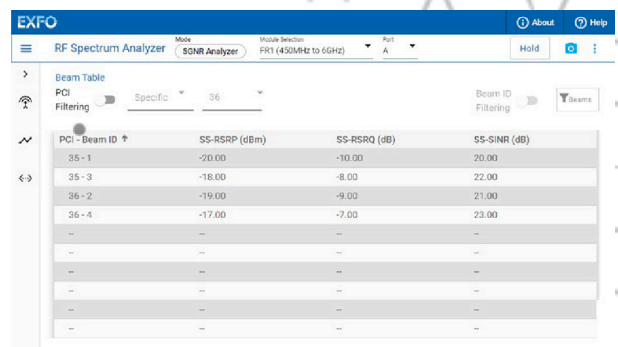 EXFO
About
Help
RF Spectrum Analyzer
Mode
5GNR Analyzer
Module Selection
FR1 (450MHz to 6GHz)
Port
A
Hold
Beam Table
PCI
Filtering
Specific
36
Beam ID
Filtering
Beams
PCI - Beam ID ↑ SS-RSRP (dBm) SS-RSRQ (dB) SS-SINR (dB)
35 - 1 -20.00 -10.00 20.00
35 - 3 -18.00 -8.00 22.00
36 - 2 -19.00 -9.00 21.00
36 - 4 -17.00 -7.00 23.00
-- -- -- --
-- -- -- --
-- -- -- --
-- -- -- --
-- -- -- --
-- -- -- --